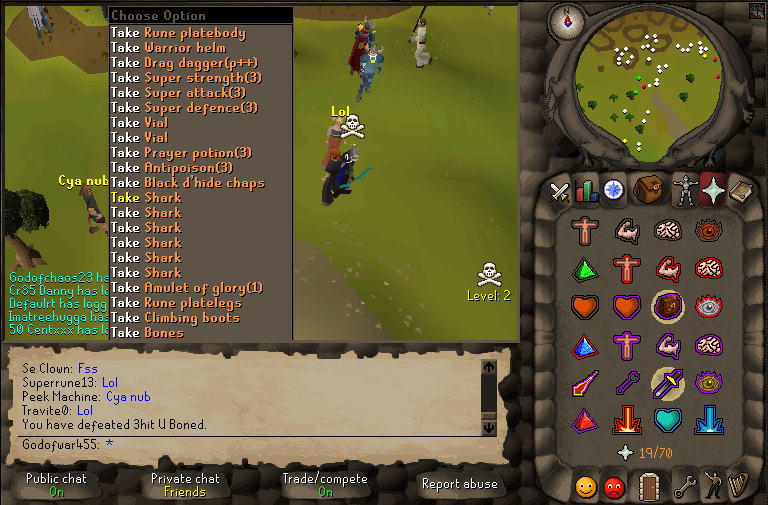 Choose Option
Take Rune platebody
Take Warrior helm
Take Drag dagger(p++)
Take Super strength(3)
Take Super attack(3)
Take Super defence(3)
Take Vial
Take Vial
Take Prayer potion(3)
Take Antipoison(3)
Take Black d'hide chaps
Take Shark
Take Shark
Take Shark
Take Shark
Take Shark
Take Shark
Take Amulet of glory(1)
Take Rune platelegs
Take Climbing boots
Take Bones
Lol
Cya nub
Level: 2
Godofchaos23 ha
Cr35 Danny has
Defaulrt has logg
Imatreehugga has
50 Centxxx has l
Se Clown: Fss
Superrune13: Lol
Peek Machine: Cya nub
Travite0: Lol
You have defeated 3hit U Boned.
Godofwar455: *
19/70
Public chat
On
Private chat
Friends
Trade/compete
On
Report abuse